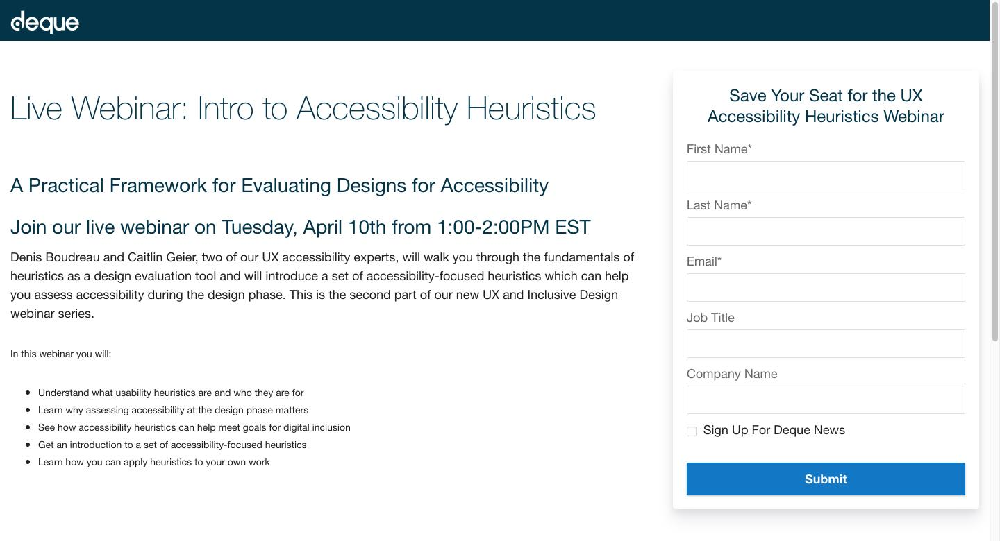 deque
Live Webinar: Intro to Accessibility Heuristics
A Practical Framework for Evaluating Designs for Accessibility
Join our live webinar on Tuesday, April 10th from 1:00-2:00PM EST
Denis Boudreau and Caitlin Geier, two of our UX accessibility experts, will walk you through the fundamentals of
heuristics as a design evaluation tool and will introduce a set of accessibility-focused heuristics which can help
you assess accessibility during the design phase. This is the second part of our new UX and Inclusive Design
webinar series.
In this webinar you will:
Understand what usability heuristics are and who they are for
Learn why assessing accessibility at the design phase matters
See how accessibility heuristics can help meet goals for digital inclusion
Get an introduction to a set of accessibility-focused heuristics
Learn how you can apply heuristics to your own work
Save Your Seat for the UX
Accessibility Heuristics Webinar
First Name*
Last Name*
Email*
Job Title
Company Name
Sign Up For Deque News
Submit